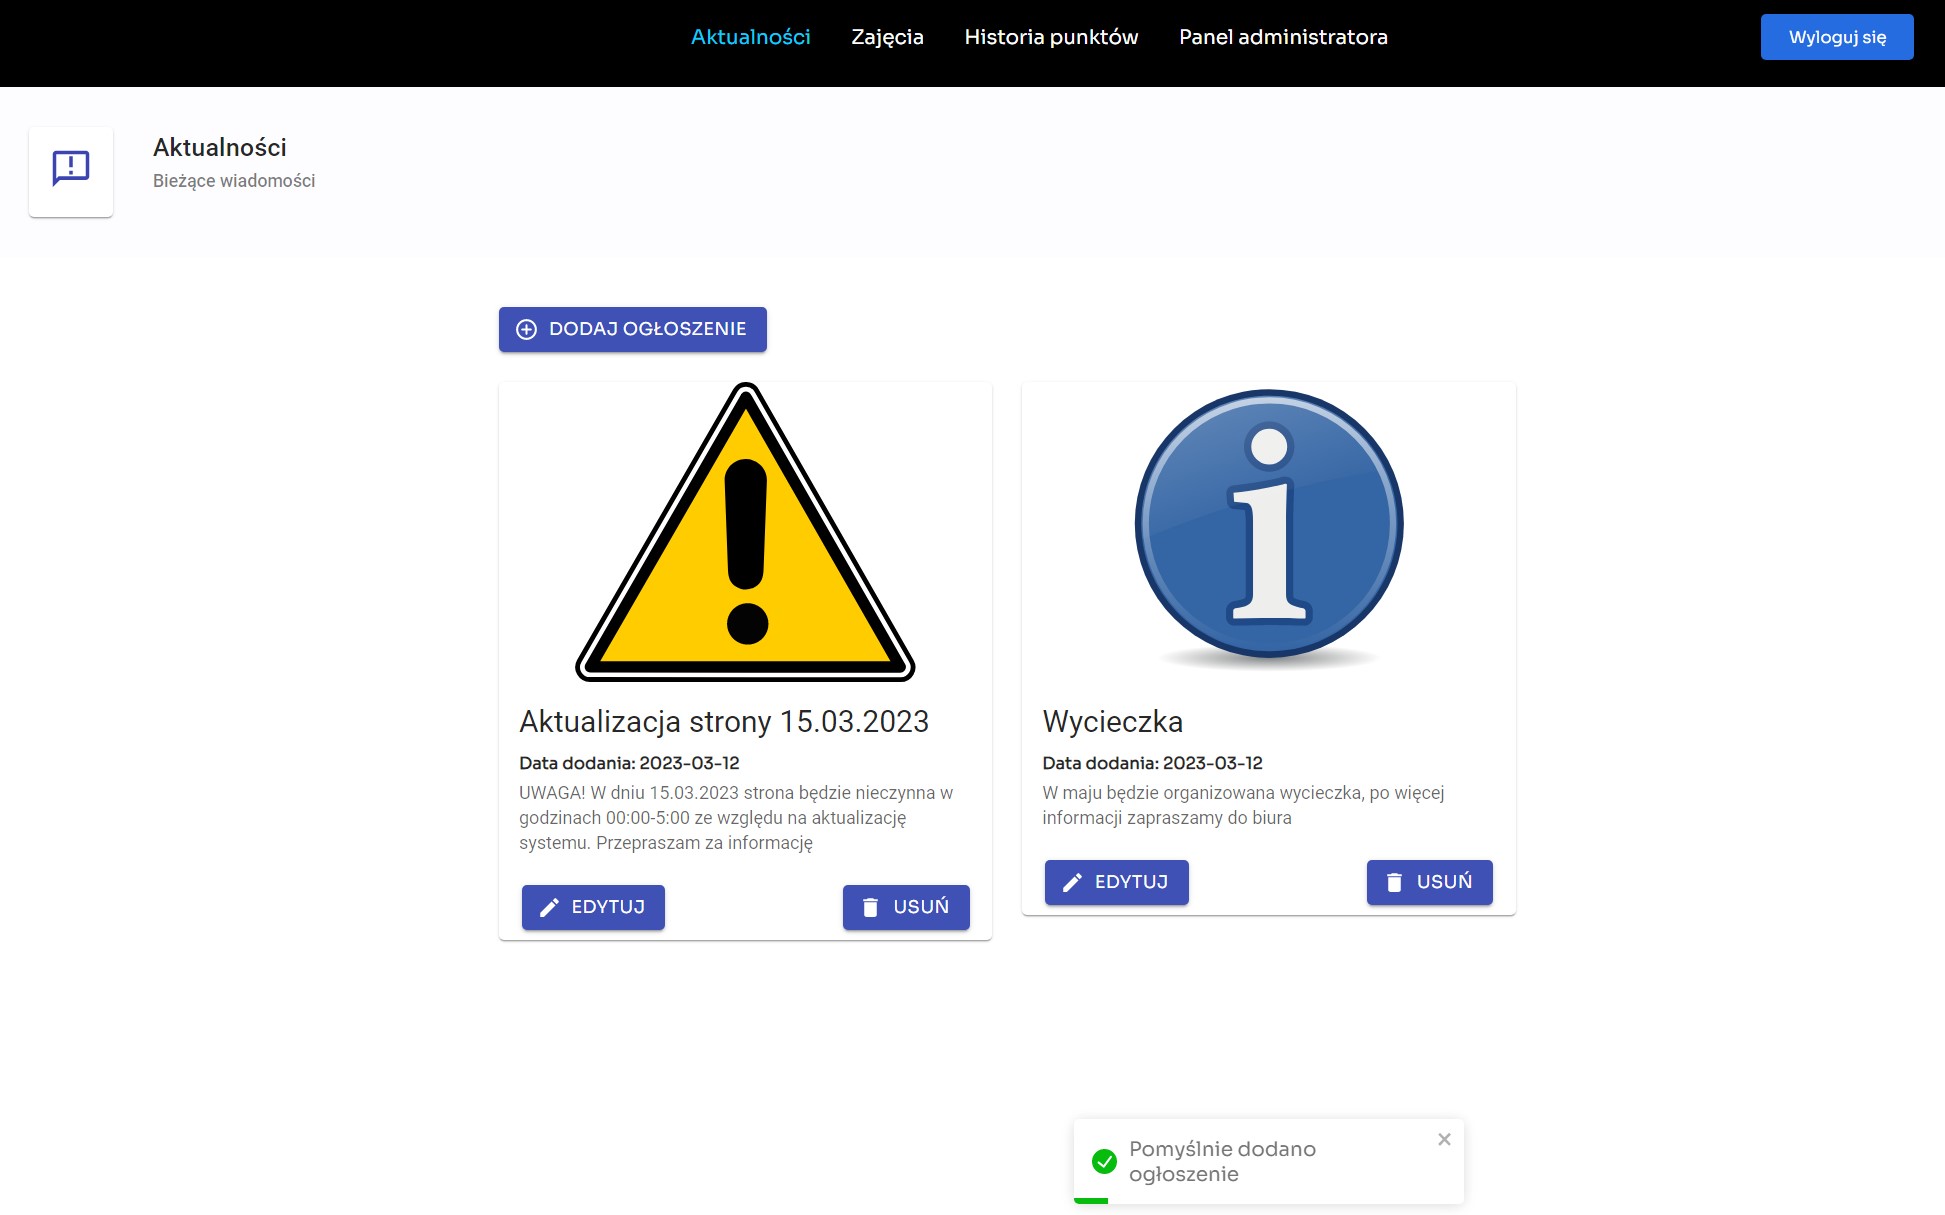 Aktualności
Zajęcia
Historia punktów
Panel administratora
Wyloguj się
Aktualności
Bieżące wiadomości
DODAJ OGŁOSZENIE
Aktualizacja strony 15.03.2023
Data dodania: 2023-03-12
UWAGA! W dniu 15.03.2023 strona będzie nieczynna w
godzinach 00:00-5:00 ze względu na aktualizację
systemu. Przepraszam za informację
EDYTUJ
USUŃ
Wycieczka
Data dodania: 2023-03-12
W maju będzie organizowana wycieczka, po więcej
informacji zapraszamy do biura
EDYTUJ
USUŃ
Pomyślnie dodano
ogłoszenie